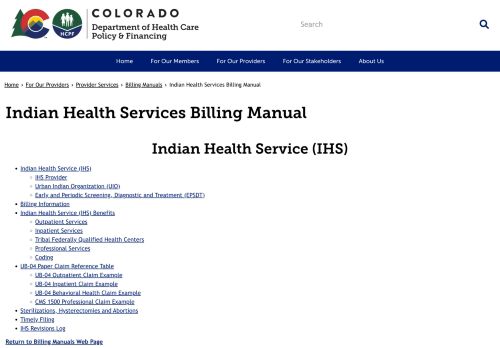 COLORADO
Department of Health Care
Policy & Financing
HCPF
Search
Home For Our Members For Our Providers For Our Stakeholders About Us
Home › For Our Providers › Provider Services › Billing Manuals › Indian Health Services Billing Manual
Indian Health Services Billing Manual
Indian Health Service (IHS)
• Indian Health Service (IHS)
○ IHS Provider
○ Urban Indian Organization (UIO)
○ Early and Periodic Screening, Diagnostic and Treatment (EPSDT)
• Billing Information
• Indian Health Service (IHS) Benefits
○ Outpatient Services
○ Inpatient Services
○ Tribal Federally Qualified Health Centers
○ Professional Services
○ Coding
• UB-04 Paper Claim Reference Table
○ UB-04 Outpatient Claim Example
○ UB-04 Inpatient Claim Example
○ UB-04 Behavioral Health Claim Example
○ CMS 1500 Professional Claim Example
• Sterilizations, Hysterectomies and Abortions
• Timely Filing
• IHS Revisions Log
Return to Billing Manuals Web Page